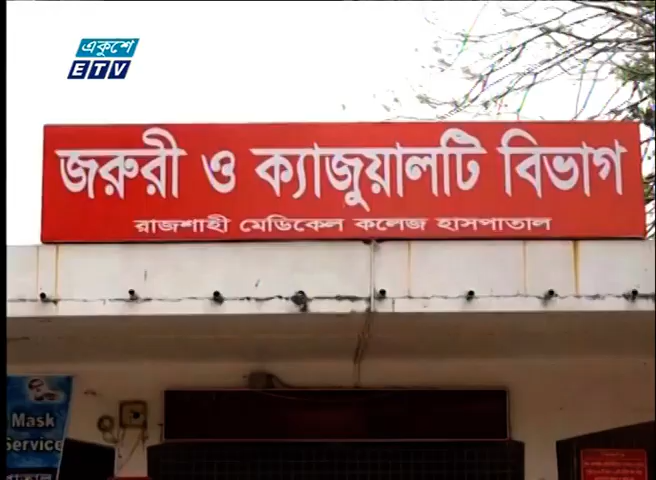 একুশে
ETV
জরুরী ও ক্যাজুয়ালটি বিভাগ
রাজশাহী মেডিকেল কলেজ হাসপাতাল
Mask
Service